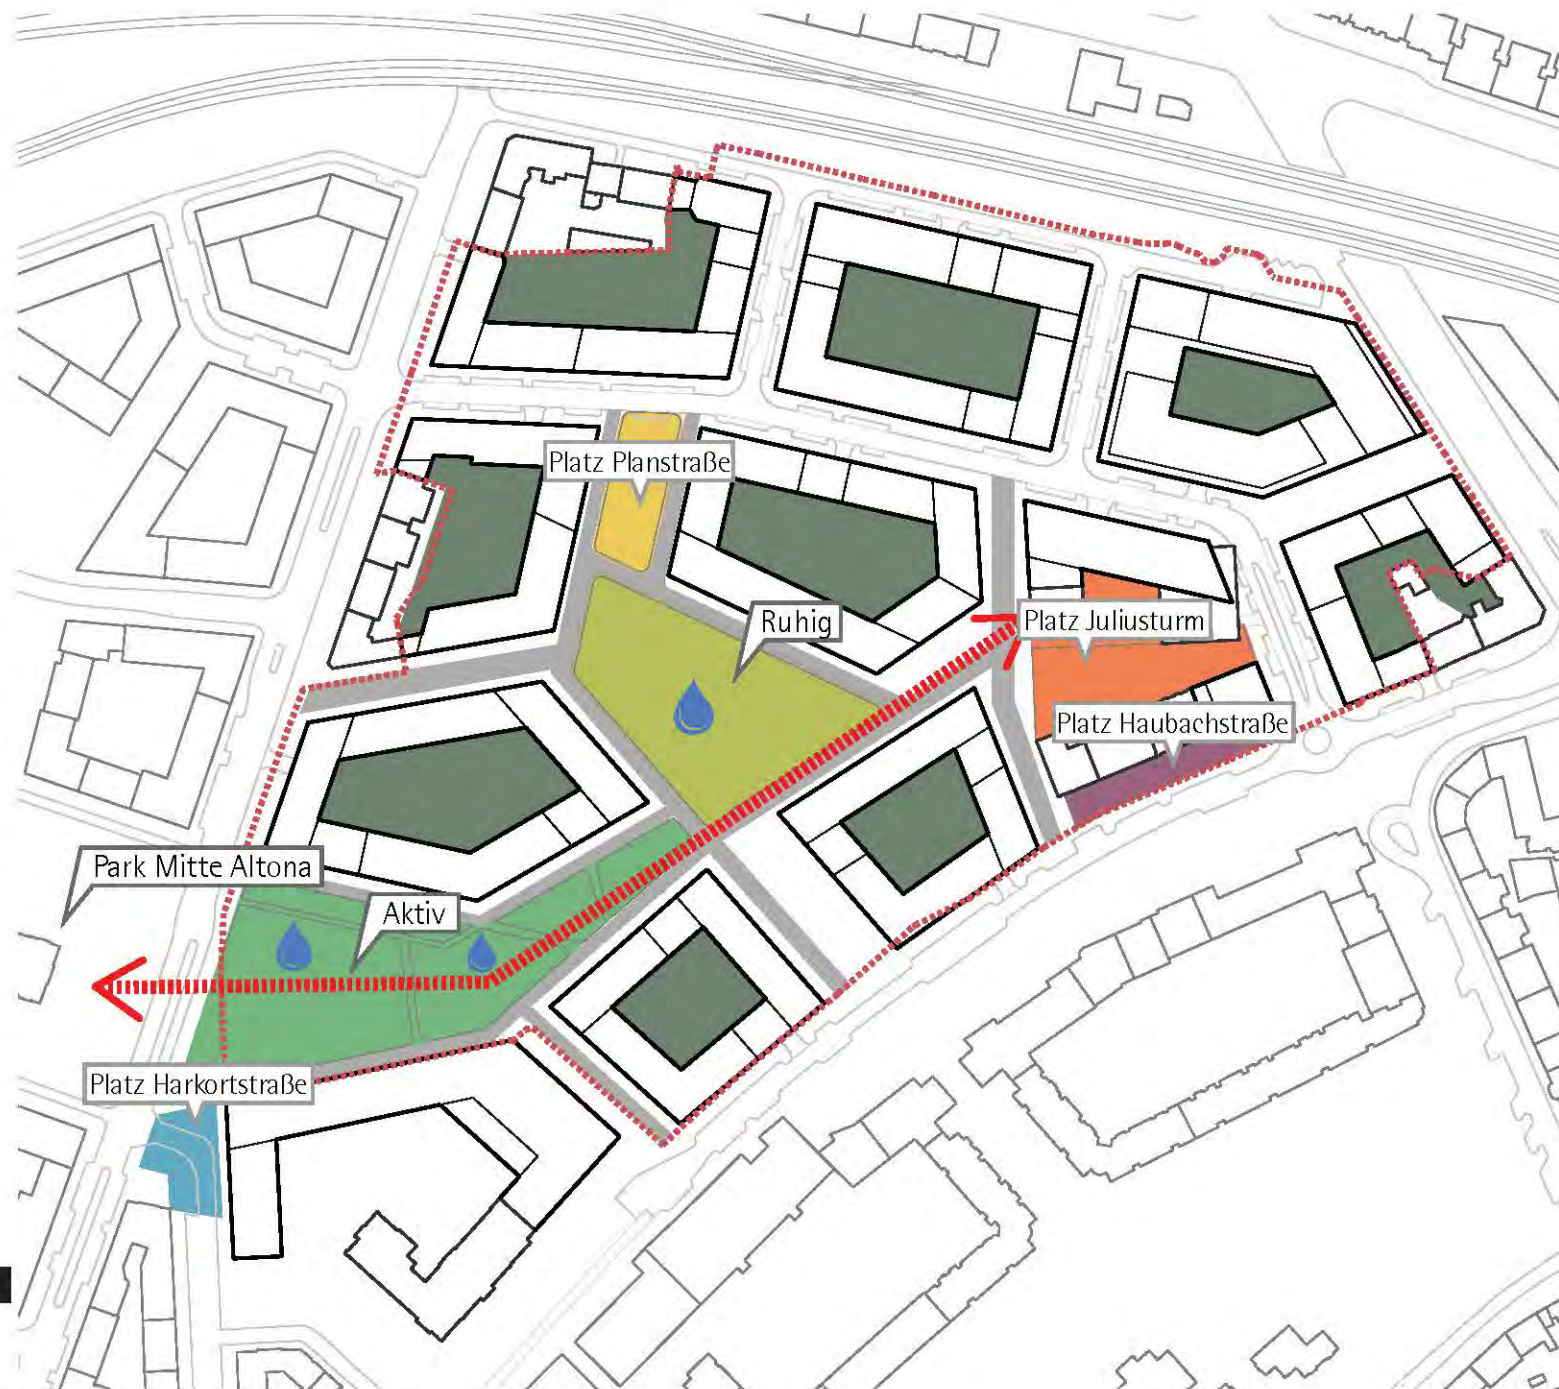 Platz Planstraße
Ruhig
Platz Juliusturm
Platz Haubachstraße
Park Mitte Altona
Aktiv
Platz Harkortstraße